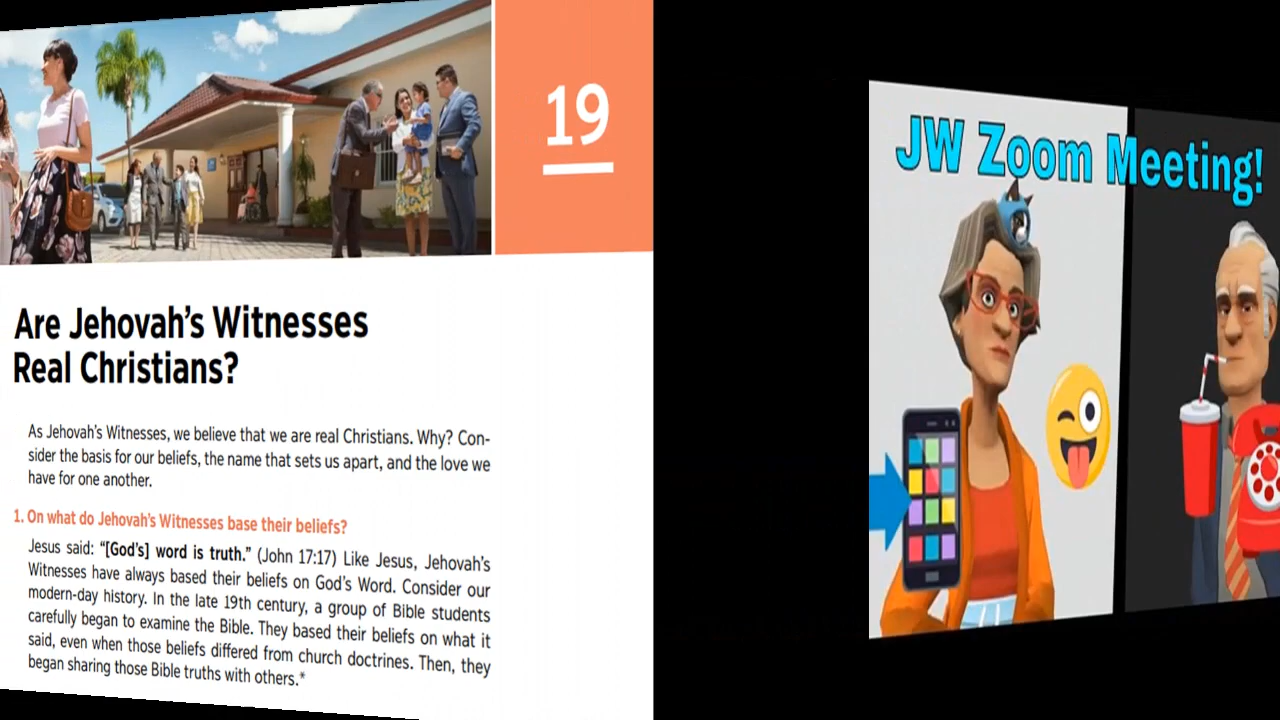 19
Are Jehovah's Witnesses
Real Christians?
As Jehovah's Witnesses, we believe that we are real Christians. Why? Con-
sider the basis for our beliefs, the name that sets us apart, and the love we
have for one another.
1. On what do Jehovah's Witnesses base their beliefs?
Jesus said: “[God's] word is truth.” (John 17:17) Like Jesus, Jehovah's
Witnesses have always based their beliefs on God's Word. Consider our
modern-day history. In the late 19th century, a group of Bible students
carefully began to examine the Bible. They based their beliefs on what it
said, even when those beliefs differed from church doctrines. Then, they
began sharing those Bible truths with others.*
JW Zoom Meeting!